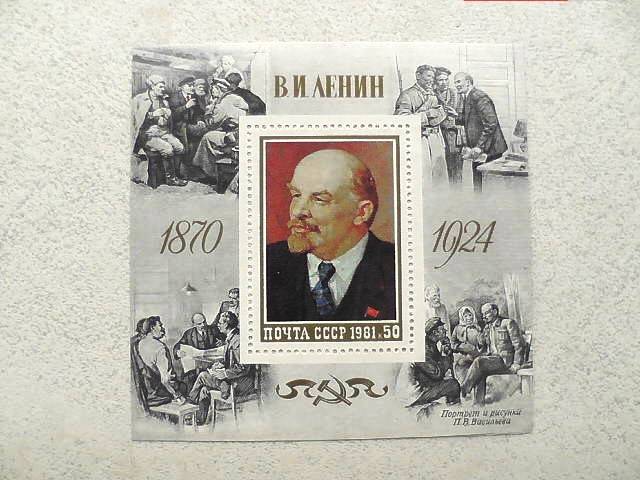 В.И.ЛЕНИН
1870
1924
ПОЧТА СССР 1981.50
Портрет и рисунки
П.В.Васильева